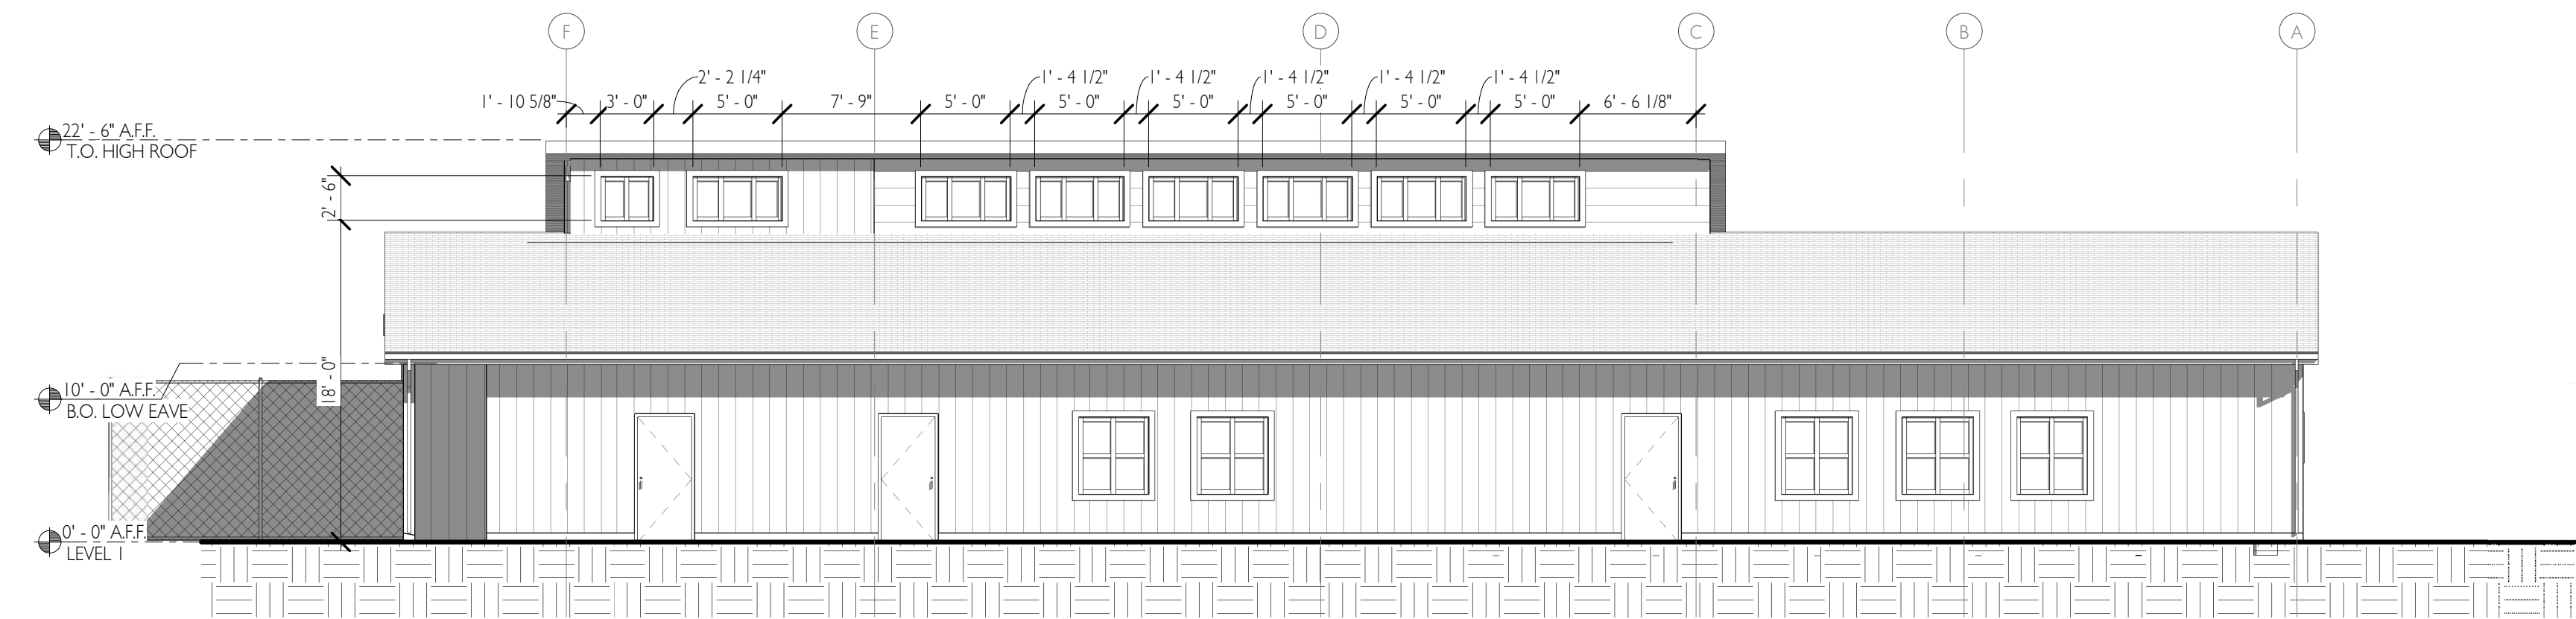 F E D C B A
2' - 2 1/4" 1' - 4 1/2" 1' - 4 1/2" 1' - 4 1/2" 1' - 4 1/2" 1' - 4 1/2"
1' - 10 5/8" 3' - 0" 5' - 0" 7' - 9" 5' - 0" 5' - 0" 5' - 0" 5' - 0" 5' - 0" 5' - 0" 6' - 6 1/8"
22' - 6" A.F.F.
T.O. HIGH ROOF
2' - 6"
18' - 0"
10' - 0" A.F.F.
B.O. LOW EAVE
0' - 0" A.F.F.
LEVEL 1